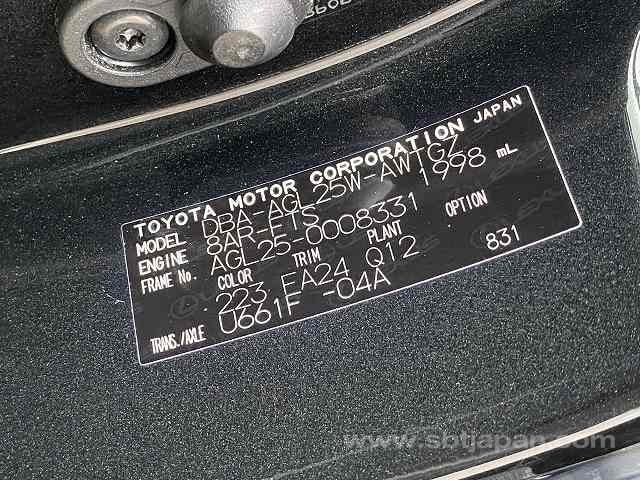 TOYOTA MOTOR CORPORATION JAPAN
MODEL DBA-AGL25W-AWTGZ
ENGINE 8AR-FTS 1998 mL
FRAME No. AGL25-0008331
COLOR TRIM PLANT OPTION
223 FA24 Q12 831
TRANS./AXLE U661F -04A
www.sbtjapan.com